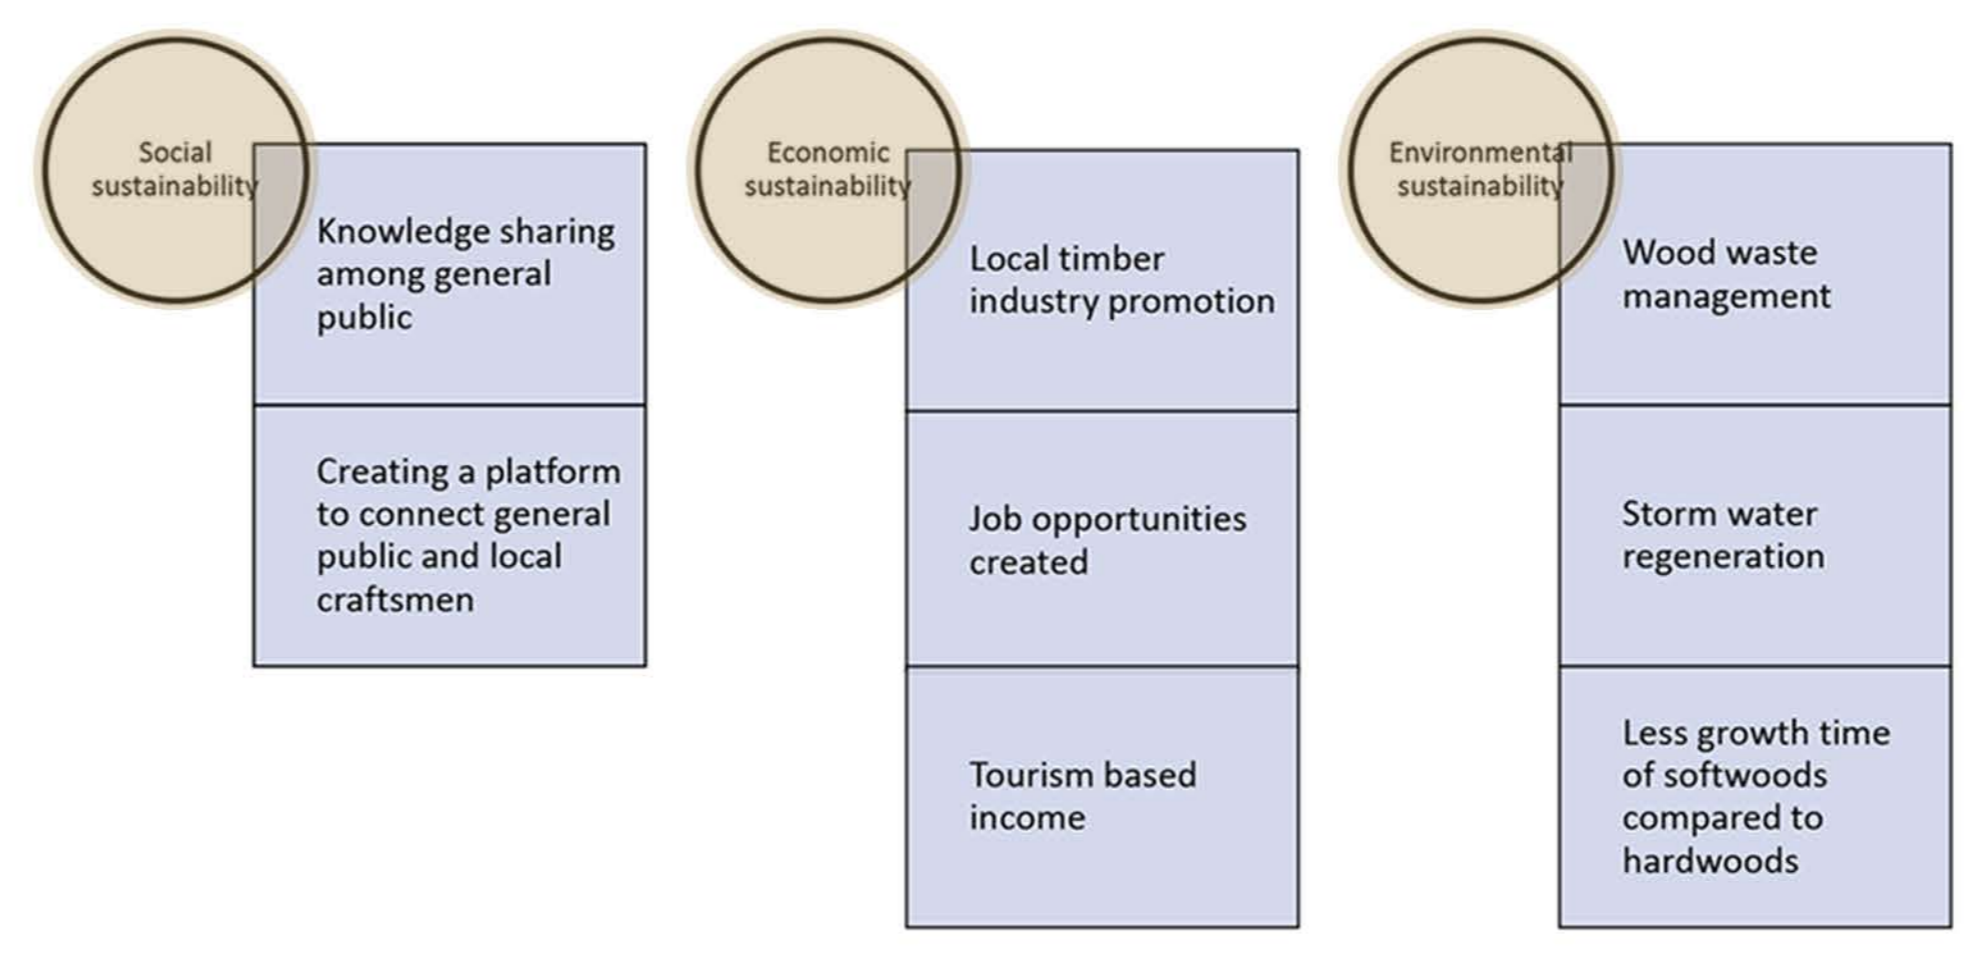 Social
sustainability
Knowledge sharing
among general
public
Creating a platform
to connect general
public and local
craftsmen
Economic
sustainability
Local timber
industry promotion
Job opportunities
created
Tourism based
income
Environmental
sustainability
Wood waste
management
Storm water
regeneration
Less growth time
of softwoods
compared to
hardwoods